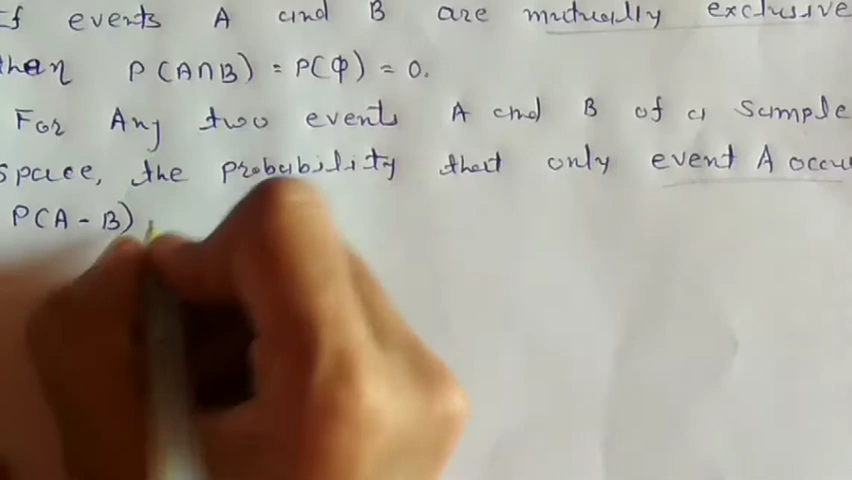 If events A and B are mutually exclusive
then P(A∩B) = P(φ) = 0.
For Any two events A and B of a sample
space, the probability that only event A occu
P(A - B)